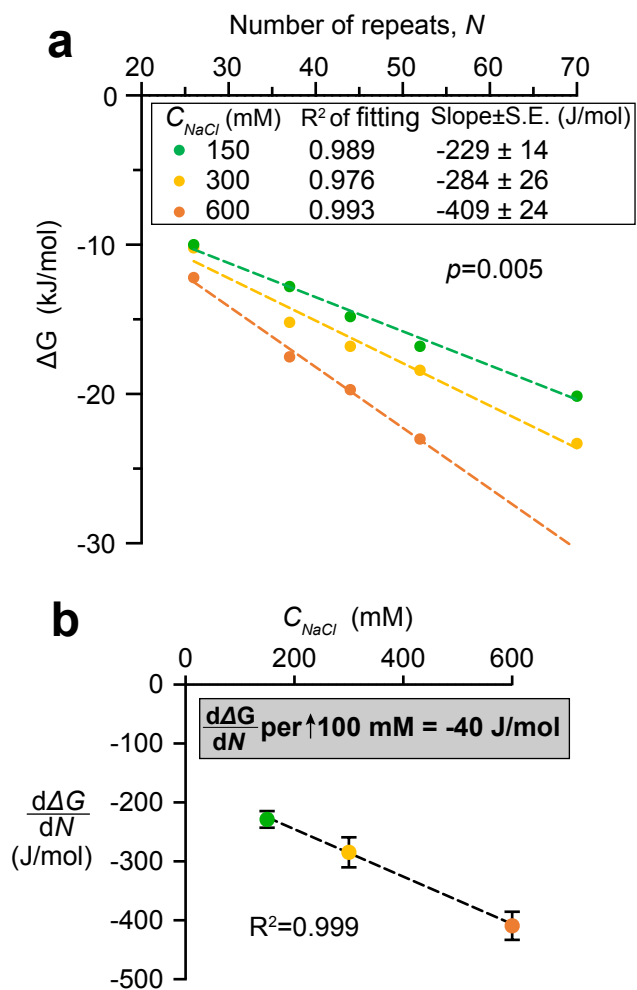 a
Number of repeats, N
20 30 40 50 60 70
0
-10
-20
-30
ΔG (kJ/mol)
C_NaCl (mM) R² of fitting Slope±S.E. (J/mol)
150 0.989 -229 ± 14
300 0.976 -284 ± 26
600 0.993 -409 ± 24
p=0.005
b
C_NaCl (mM)
0 200 400 600
0
-100
-200
-300
-400
-500
dΔG
dN
(J/mol)
dΔG
dN per ↑100 mM = -40 J/mol
R²=0.999